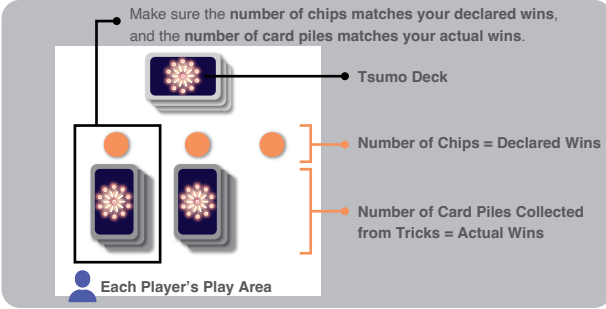 Make sure the number of chips matches your declared wins,
and the number of card piles matches your actual wins.
Tsumo Deck
Number of Chips = Declared Wins
Number of Card Piles Collected
from Tricks = Actual Wins
Each Player's Play Area